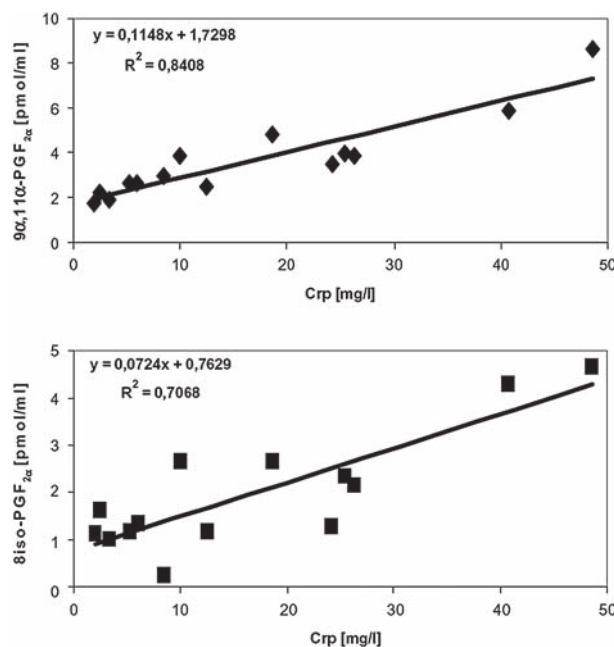 10
y = 0,1148x + 1,7298
R² = 0,8408
8
6
4
2
0
9α,11α-PGF₂α [pmol/ml]
0 10 20 30 40 50
Crp [mg/l]
5
y = 0,0724x + 0,7629
R² = 0,7068
4
3
2
1
0
8iso-PGF₂α [pmol/ml]
0 10 20 30 40 50
Crp [mg/l]